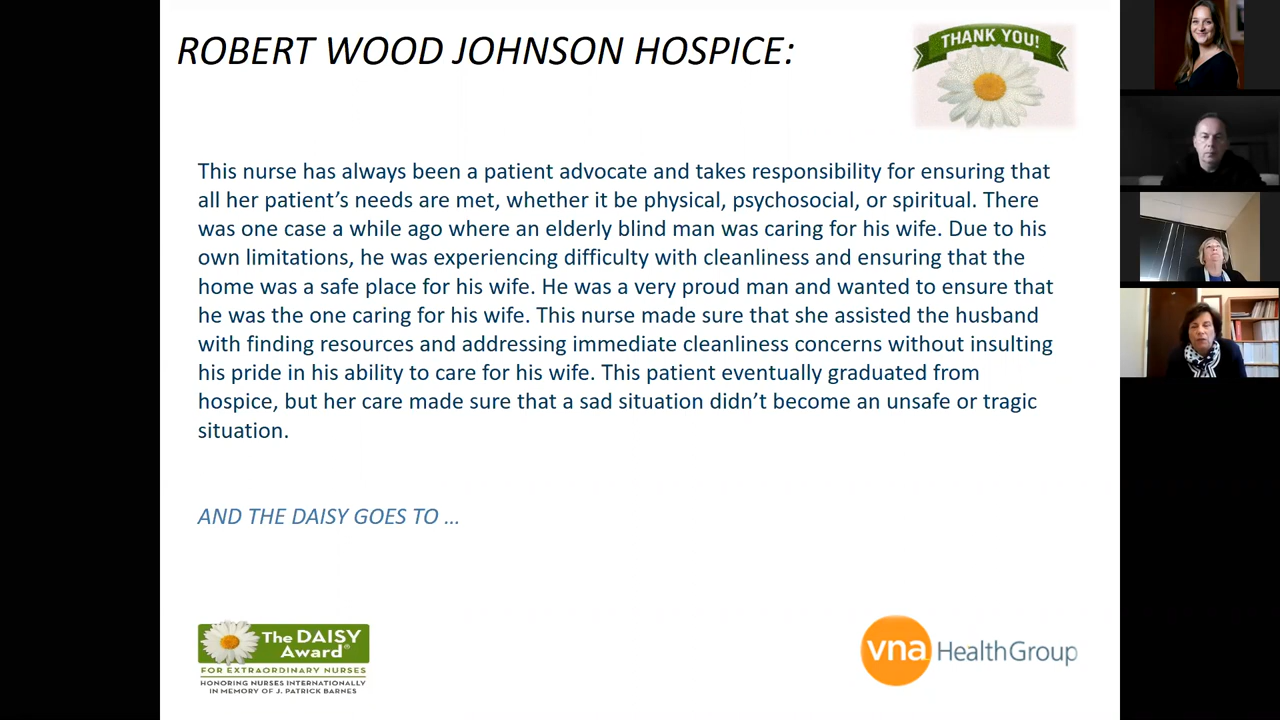 ROBERT WOOD JOHNSON HOSPICE:
THANK YOU!
This nurse has always been a patient advocate and takes responsibility for ensuring that
all her patient’s needs are met, whether it be physical, psychosocial, or spiritual. There
was one case a while ago where an elderly blind man was caring for his wife. Due to his
own limitations, he was experiencing difficulty with cleanliness and ensuring that the
home was a safe place for his wife. He was a very proud man and wanted to ensure that
he was the one caring for his wife. This nurse made sure that she assisted the husband
with finding resources and addressing immediate cleanliness concerns without insulting
his pride in his ability to care for his wife. This patient eventually graduated from
hospice, but her care made sure that a sad situation didn’t become an unsafe or tragic
situation.
AND THE DAISY GOES TO …
The DAISY
Award®
FOR EXTRAORDINARY NURSES
HONORING NURSES INTERNATIONALLY
IN MEMORY OF J. PATRICK BARNES
vna HealthGroup